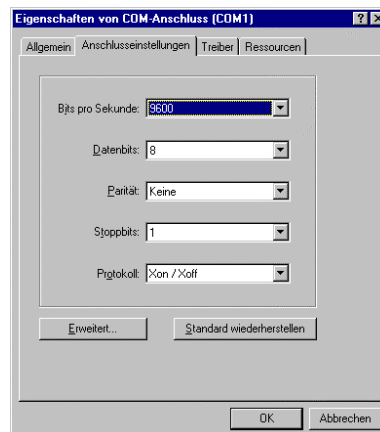 Eigenschaften von COM-Anschluss (COM1)
Allgemein Anschlusseinstellungen Treiber Ressourcen
Bits pro Sekunde: 9600
Datenbits: 8
Parität: Keine
Stoppbits: 1
Protokoll: Xon / Xoff
Erweitert... Standard wiederherstellen
OK Abbrechen